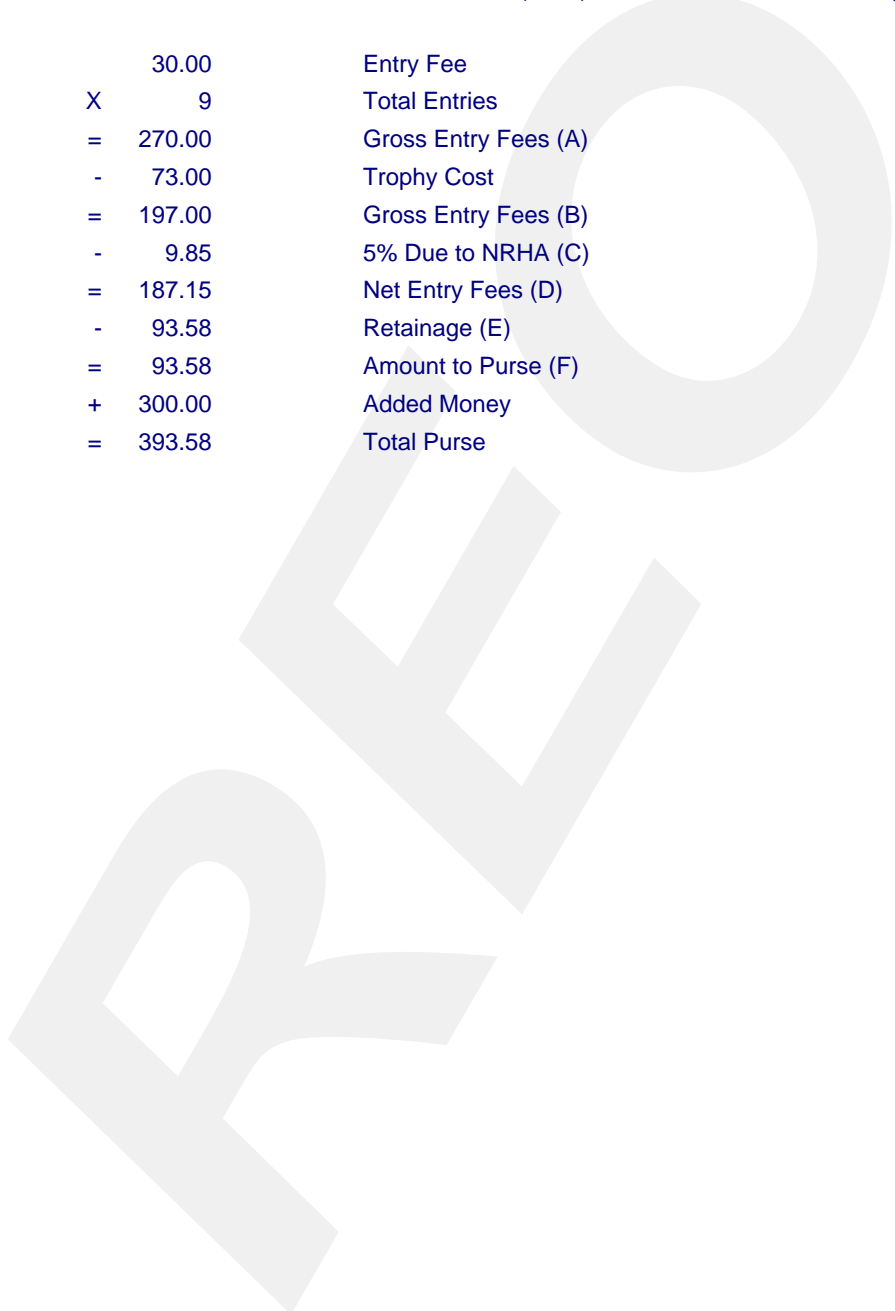 30.00 Entry Fee
X 9 Total Entries
= 270.00 Gross Entry Fees (A)
- 73.00 Trophy Cost
= 197.00 Gross Entry Fees (B)
- 9.85 5% Due to NRHA (C)
= 187.15 Net Entry Fees (D)
- 93.58 Retainage (E)
= 93.58 Amount to Purse (F)
+ 300.00 Added Money
= 393.58 Total Purse
REO